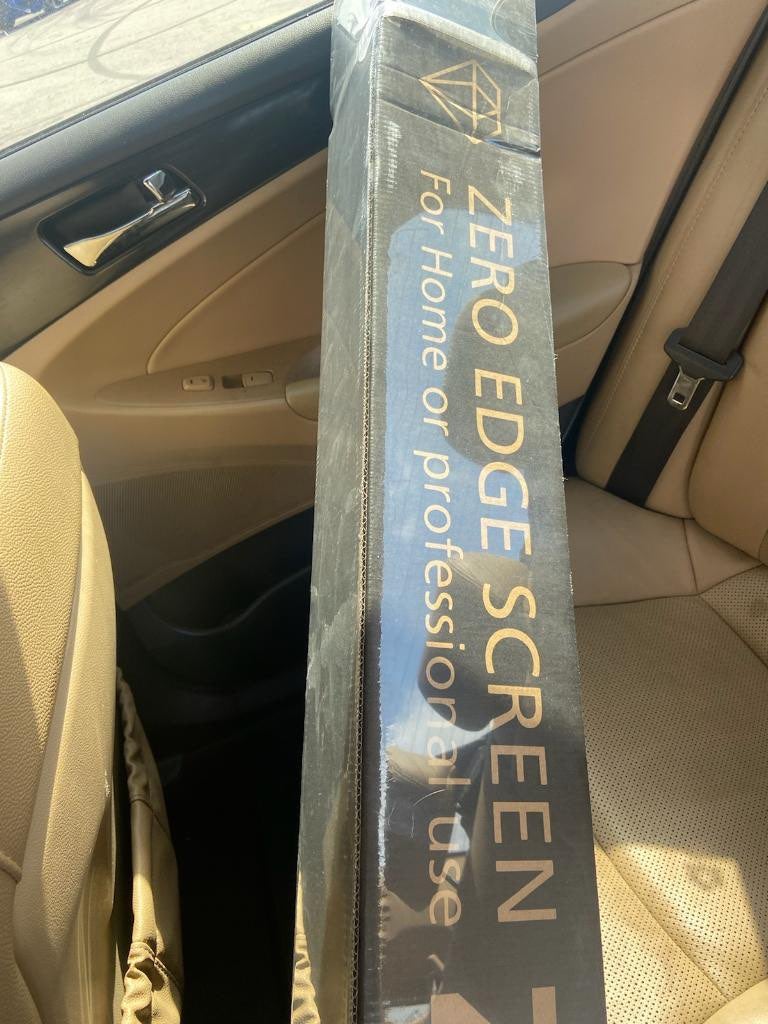 ZERO EDGE SCREEN
For Home or professional use